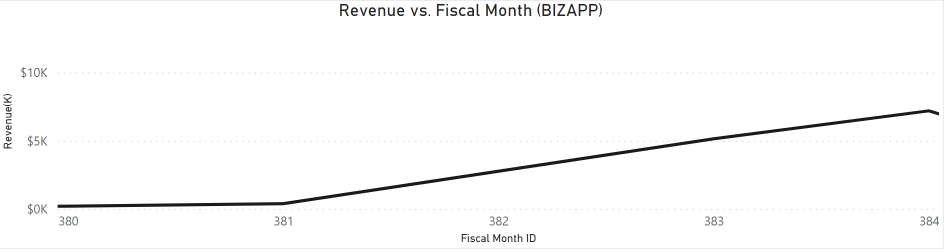 Revenue vs. Fiscal Month (BIZAPP)
$10K
$5K
$0K
Revenue(K)
380 381 382 383 384
Fiscal Month ID